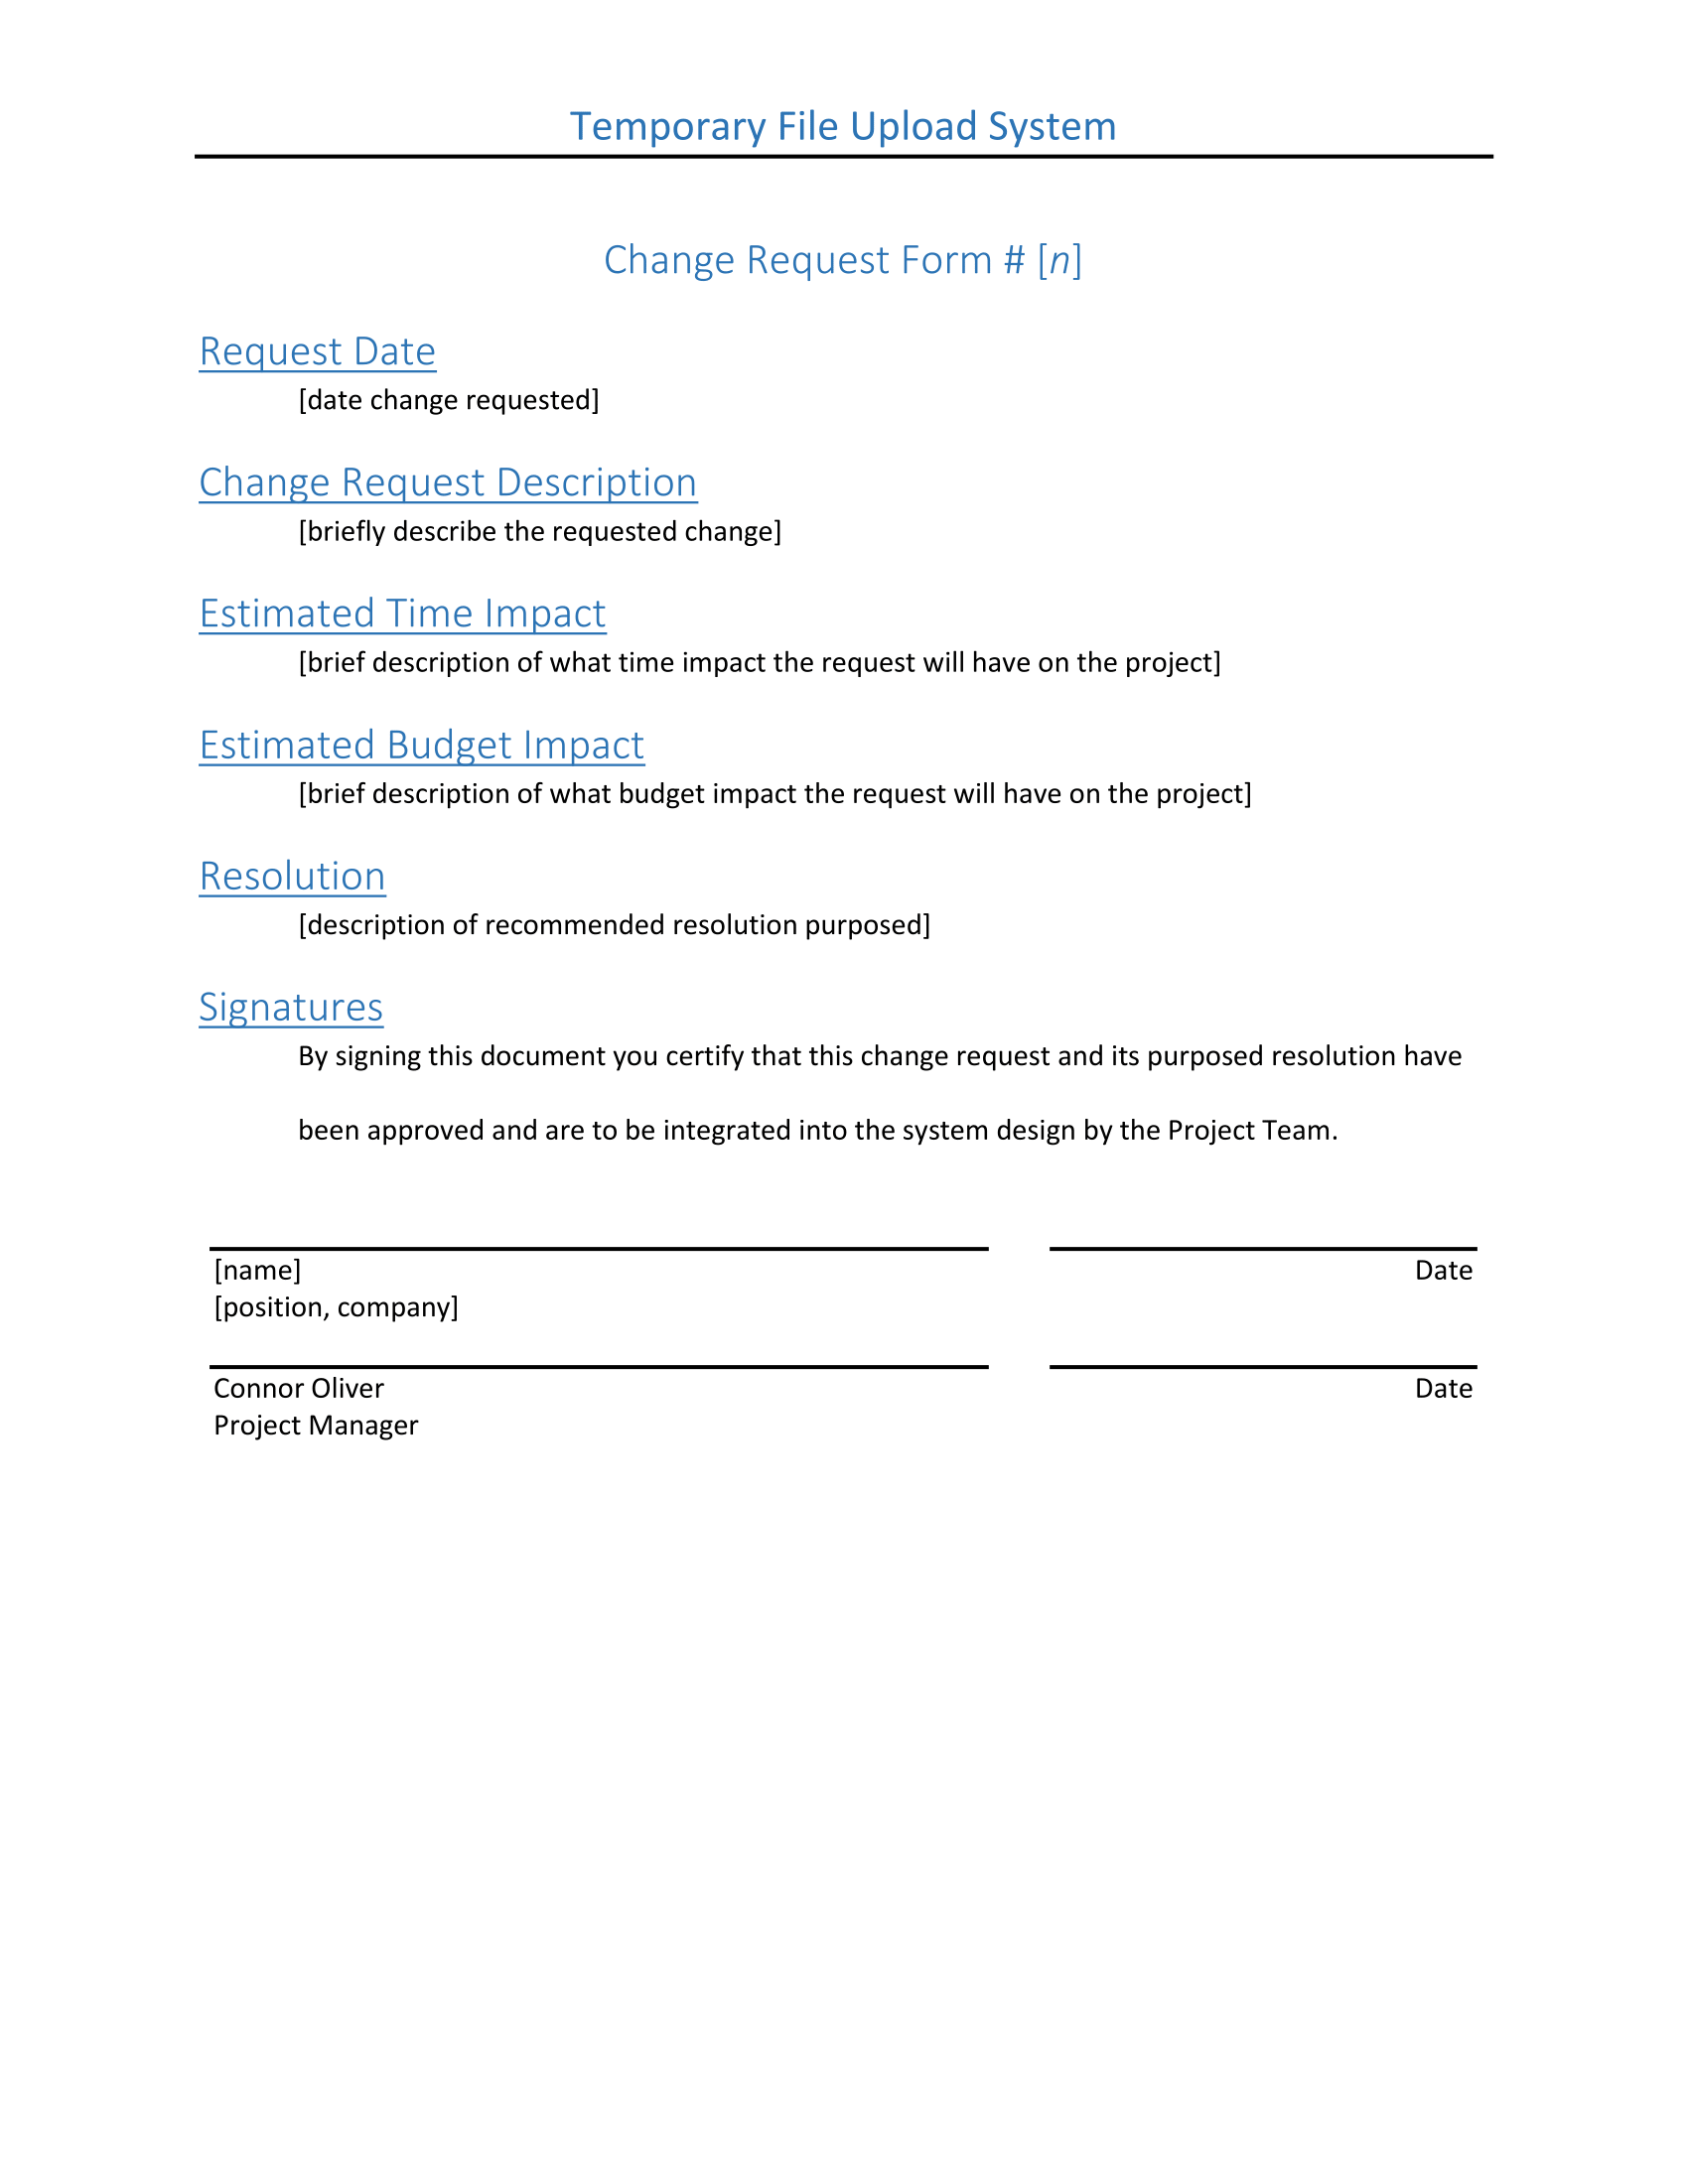 Temporary File Upload System
Change Request Form # [n]
Request Date
[date change requested]
Change Request Description
[briefly describe the requested change]
Estimated Time Impact
[brief description of what time impact the request will have on the project]
Estimated Budget Impact
[brief description of what budget impact the request will have on the project]
Resolution
[description of recommended resolution purposed]
Signatures
By signing this document you certify that this change request and its purposed resolution have
been approved and are to be integrated into the system design by the Project Team.
[name] Date
[position, company]
Connor Oliver Date
Project Manager